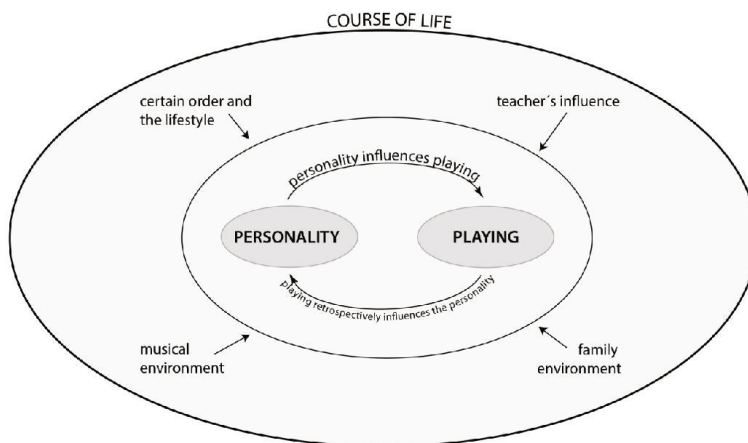 COURSE OF LIFE
certain order and
the lifestyle
teacher´s influence
personality influences playing
PERSONALITY
PLAYING
playing retrospectively influences the personality
musical
environment
family
environment